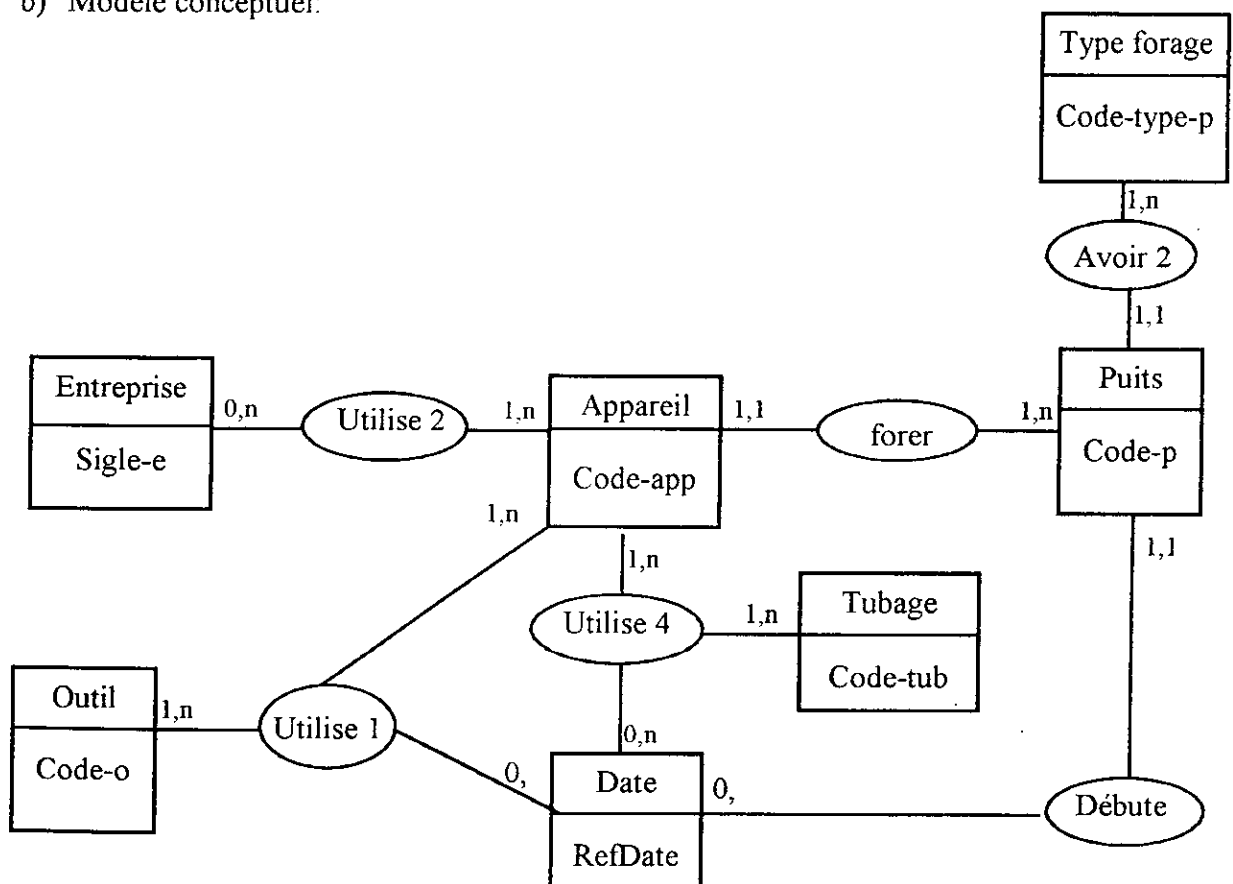 b) Modèle conceptuel.
Type forage
Code-type-p
1,n
Avoir 2
1,1
Entreprise
Sigle-e
0,n
Utilise 2
1,n
Appareil
Code-app
1,1
forer
1,n
Puits
Code-p
1,n
1,n
1,1
Utilise 4
1,n
Tubage
Code-tub
Outil
Code-o
1,n
Utilise 1
0,
0,n
Date
RefDate
0,
Débute